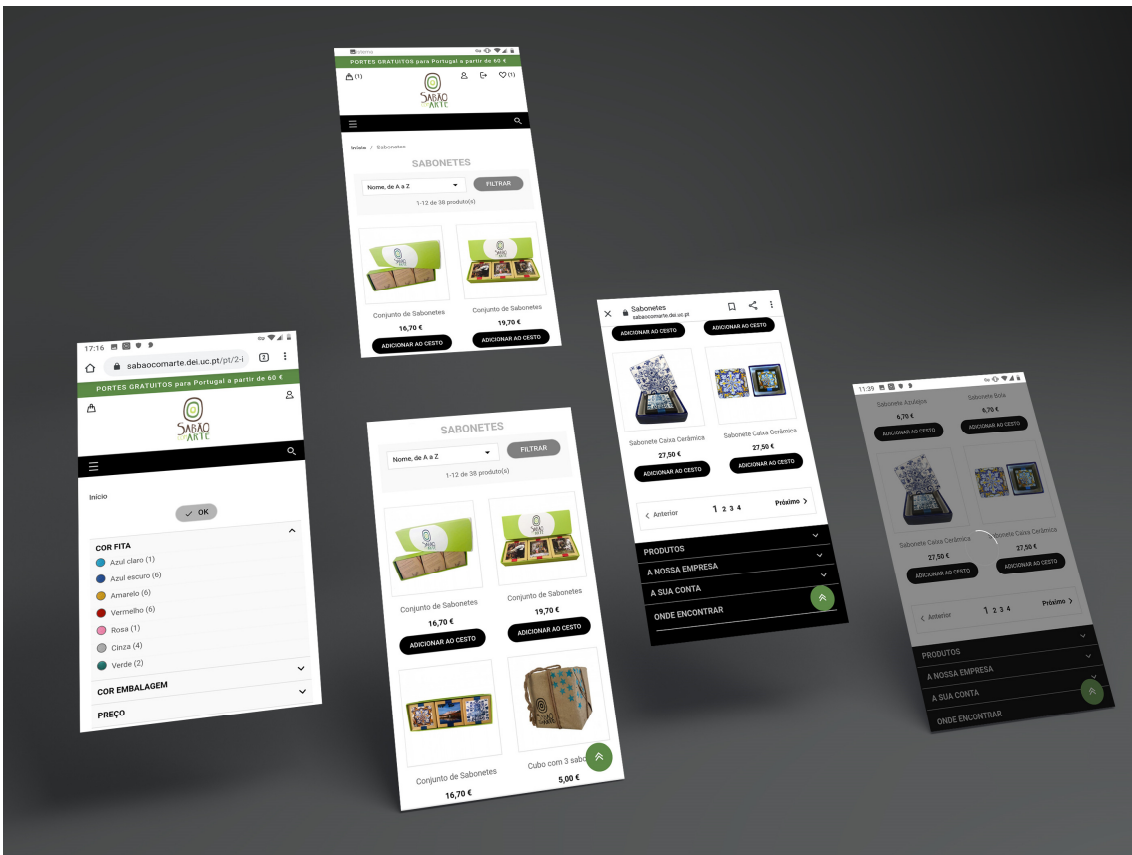 PORTES GRATUITOS para Portugal a partir de 60 €
(1)
(1)
SABÃO
COM ARTE
Início / Sabonetes
SABONETES
Nome, de A a Z
FILTRAR
1-12 de 38 produto(s)
SABÃO
ARTE
Conjunto de Sabonetes
16,70 €
ADICIONAR AO CESTO
Conjunto de Sabonetes
19,70 €
ADICIONAR AO CESTO
17:16
sabaocomarte.dei.uc.pt/pt/2-i
2
PORTES GRATUITOS para Portugal a partir de 60 €
SABÃO
COM ARTE
Início
OK
COR FITA
Azul claro (1)
Azul escuro (6)
Amarelo (6)
Vermelho (6)
Rosa (1)
Cinza (4)
Verde (2)
COR EMBALAGEM
PREÇO
SABONETES
Nome, de A a Z
FILTRAR
1-12 de 38 produto(s)
Conjunto de Sabonetes
16,70 €
ADICIONAR AO CESTO
Conjunto de Sabonetes
19,70 €
ADICIONAR AO CESTO
Conjunto de Sabonetes
16,70 €
Cubo com 3 sabo
5,00 €
Sabonetes
sabaocomarte.dei.uc.pt
ADICIONAR AO CESTO
ADICIONAR AO CESTO
Sabonete Caixa Cerâmica
27,50 €
ADICIONAR AO CESTO
Sabonete Caixa Cerâmica
27,50 €
ADICIONAR AO CESTO
Anterior
1 2 3 4
Próximo
PRODUTOS
A NOSSA EMPRESA
A SUA CONTA
ONDE ENCONTRAR
11:39
Sabonete Azulejos
6,70 €
ADICIONAR AO CESTO
Sabonete Bola
6,70 €
ADICIONAR AO CESTO
Sabonete Caixa Cerâmica
27,50 €
ADICIONAR AO CESTO
Sabonete Caixa Cerâmica
27,50 €
ADICIONAR AO CESTO
Anterior
1 2 3 4
Próximo
PRODUTOS
A NOSSA EMPRESA
A SUA CONTA
ONDE ENCONTRAR